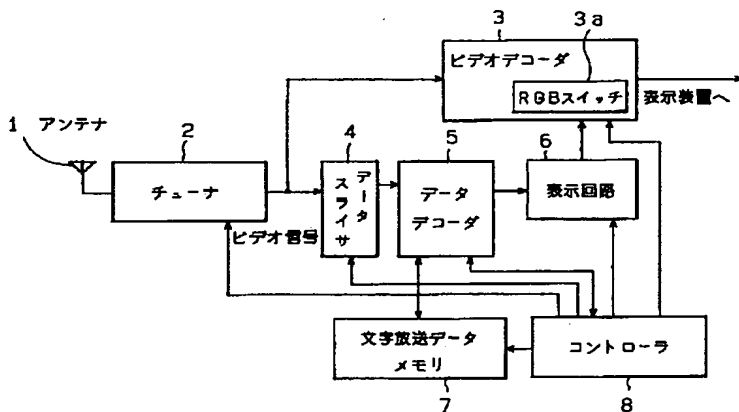 3
3a
ビデオデコーダ
RGBスイッチ
表示装置へ
1
アンテナ
2
チューナ
ビデオ信号
4
データ
スライサ
5
データ
デコーダ
6
表示回路
文字放送データ
メモリ
7
コントローラ
8